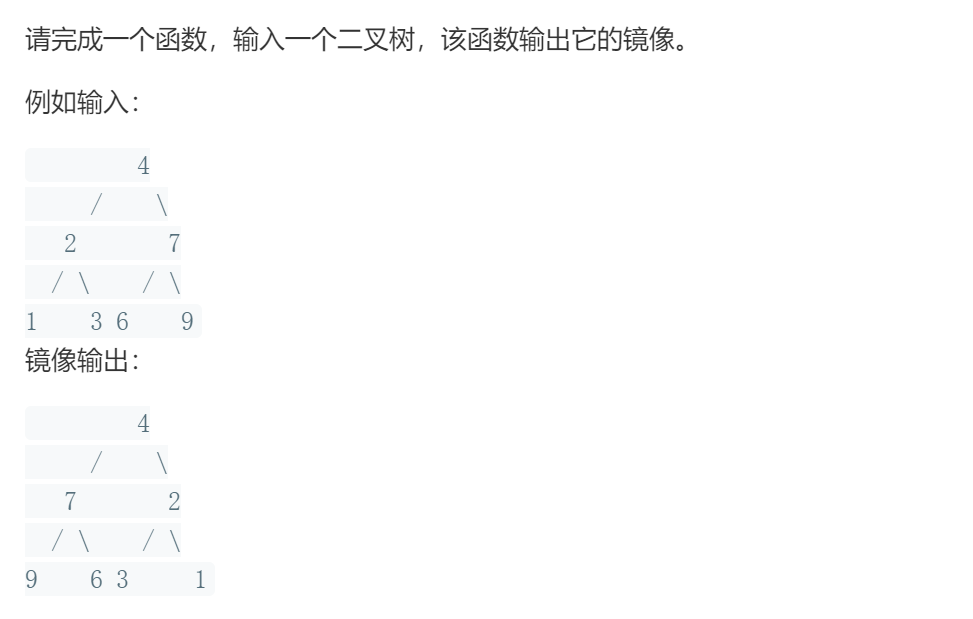 请完成一个函数，输入一个二叉树，该函数输出它的镜像。
例如输入：
4
/ \
2 7
/ \ / \
1 3 6 9
镜像输出：
4
/ \
7 2
/ \ / \
9 6 3 1